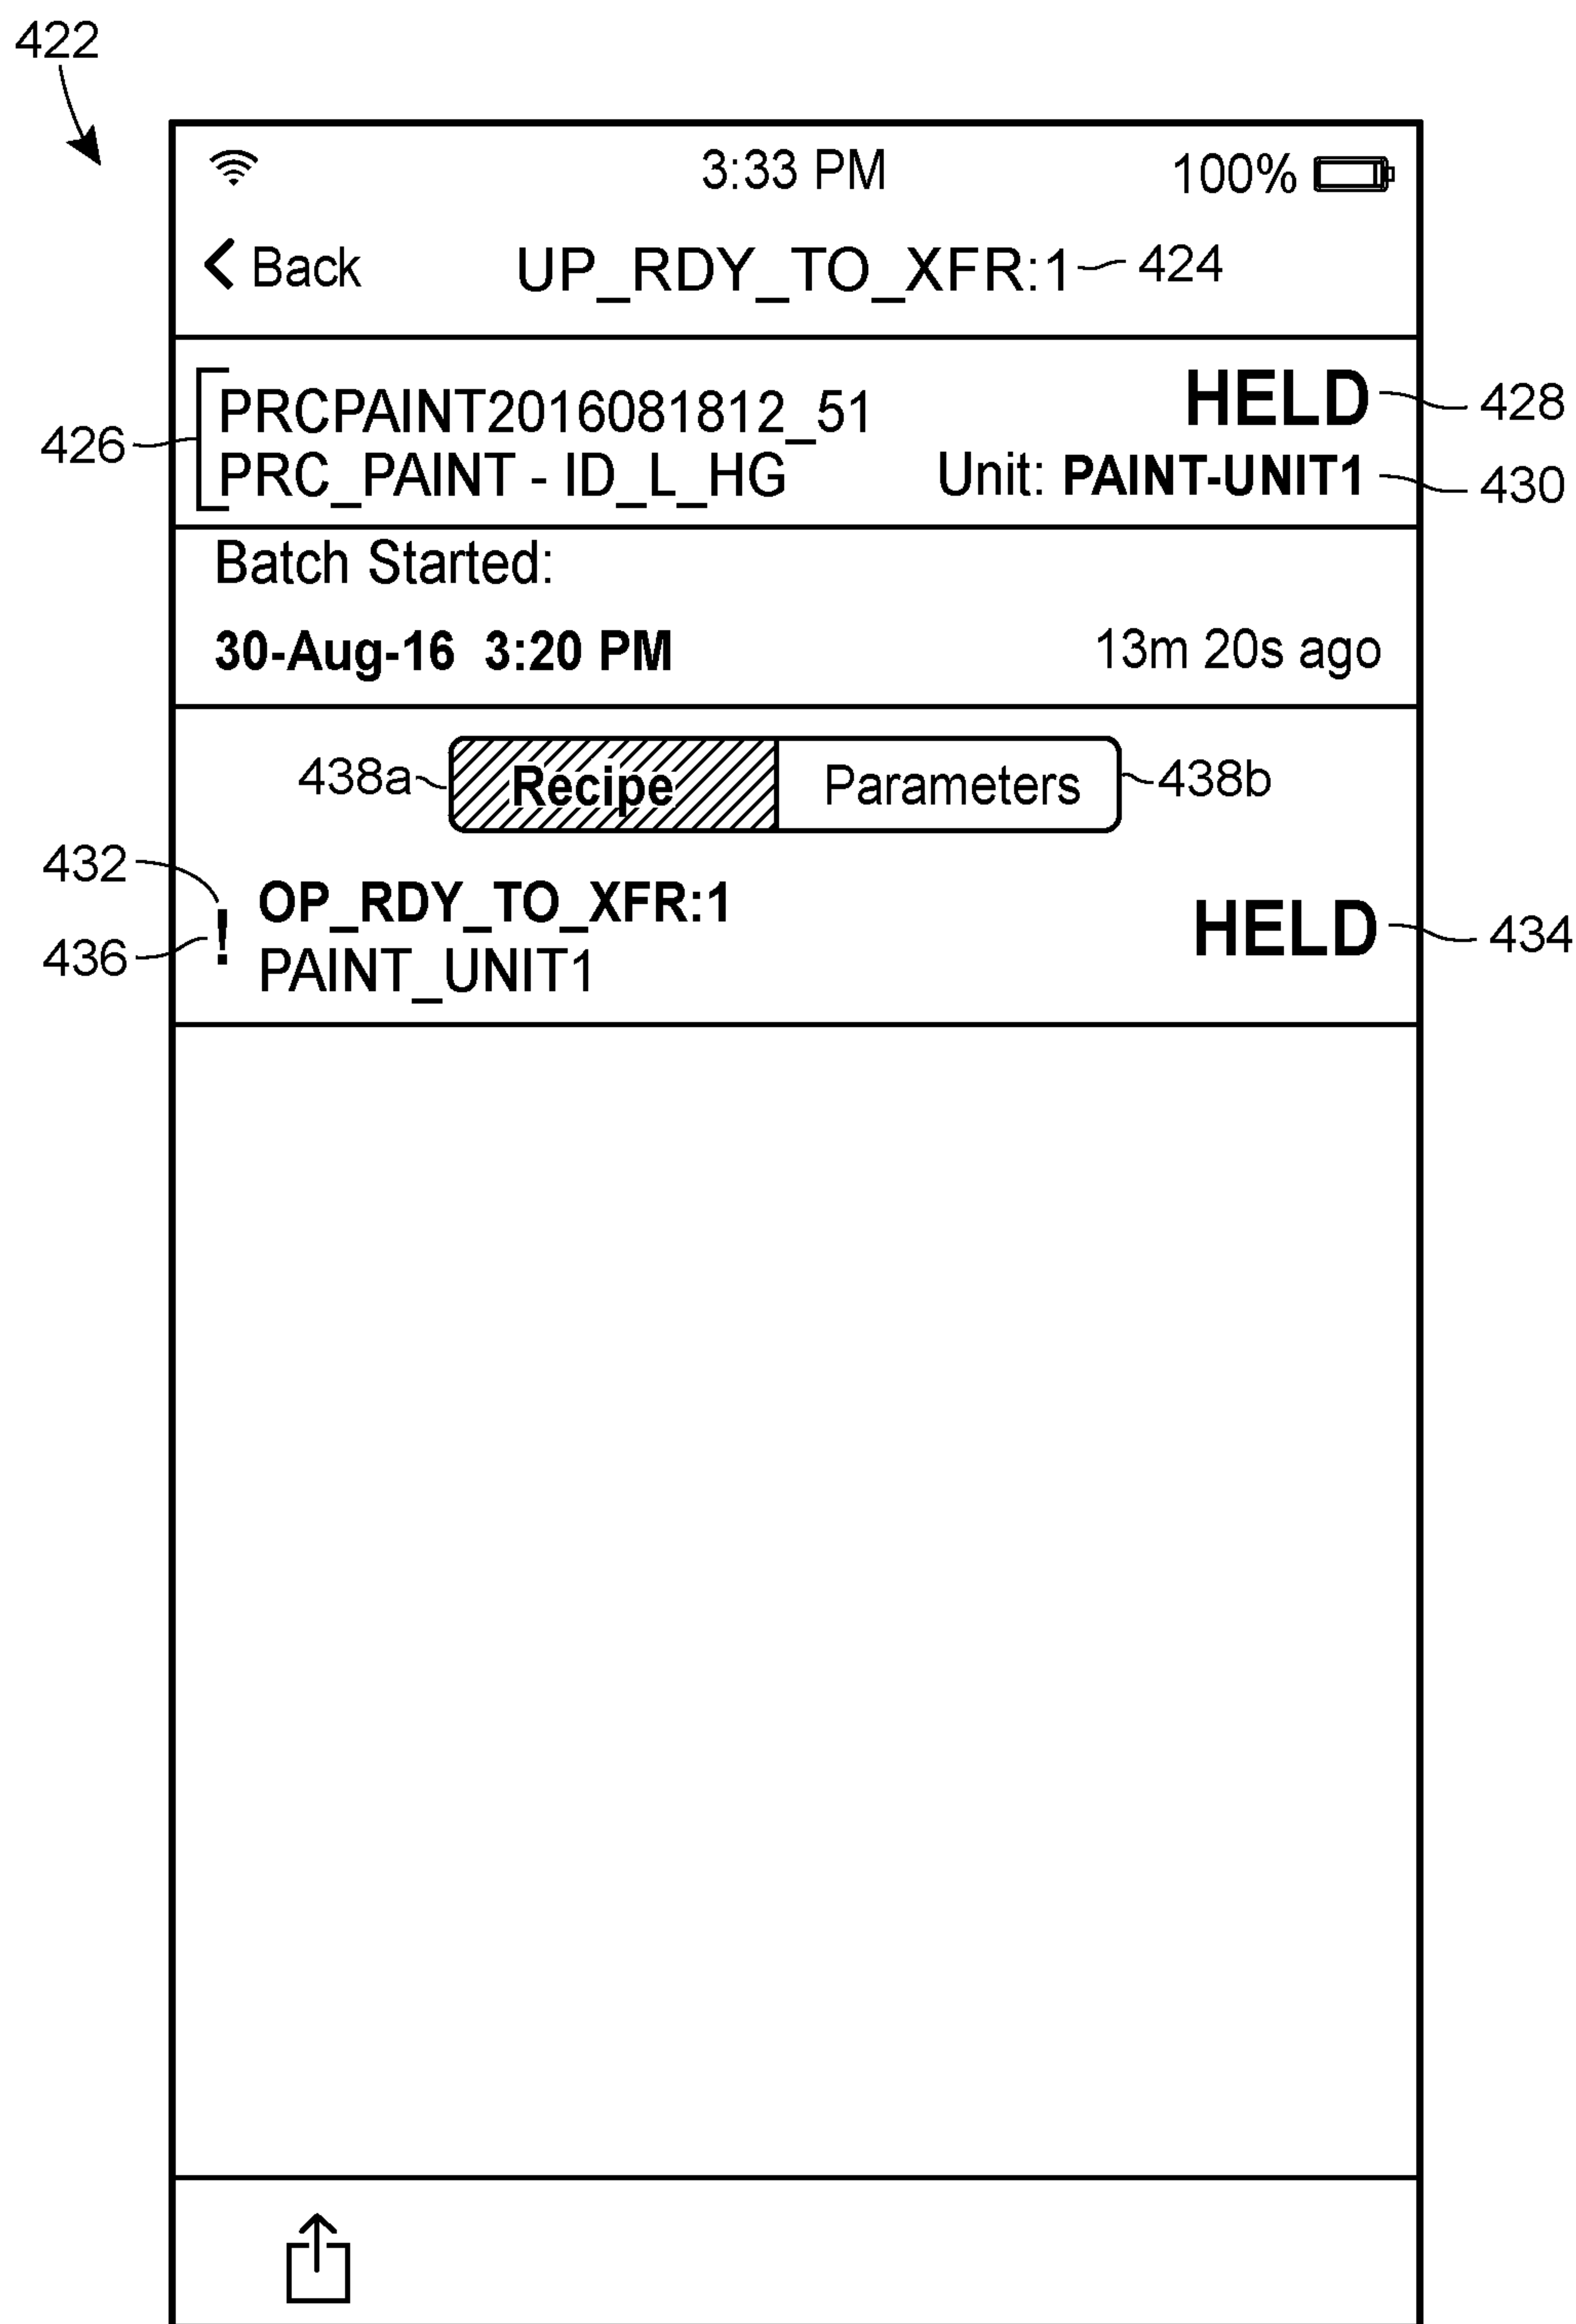 422
3:33 PM 100%
Back UP_RDY_TO_XFR:1 424
PRCPAINT2016081812_51 HELD 428
426
PRC_PAINT - ID_L_HG Unit: PAINT-UNIT1 430
Batch Started:
30-Aug-16 3:20 PM 13m 20s ago
438a Recipe Parameters 438b
432
OP_RDY_TO_XFR:1
! HELD 434
436
PAINT_UNIT1